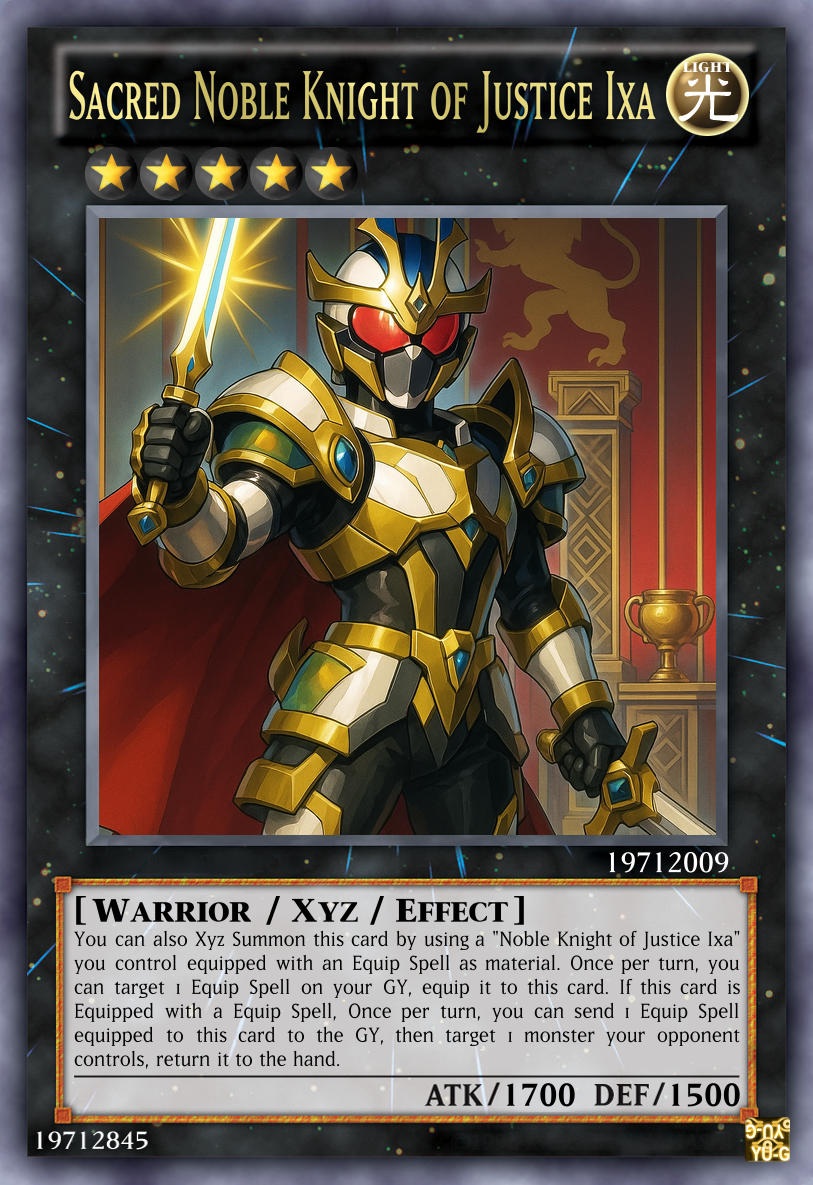 Sacred Noble Knight of Justice Ixa
LIGHT
光
19712009
[ Warrior / Xyz / Effect ]
You can also Xyz Summon this card by using a "Noble Knight of Justice Ixa"
you control equipped with an Equip Spell as material. Once per turn, you
can target 1 Equip Spell on your GY, equip it to this card. If this card is
Equipped with a Equip Spell, Once per turn, you can send 1 Equip Spell
equipped to this card to the GY, then target 1 monster your opponent
controls, return it to the hand.
ATK/1700 DEF/1500
19712845